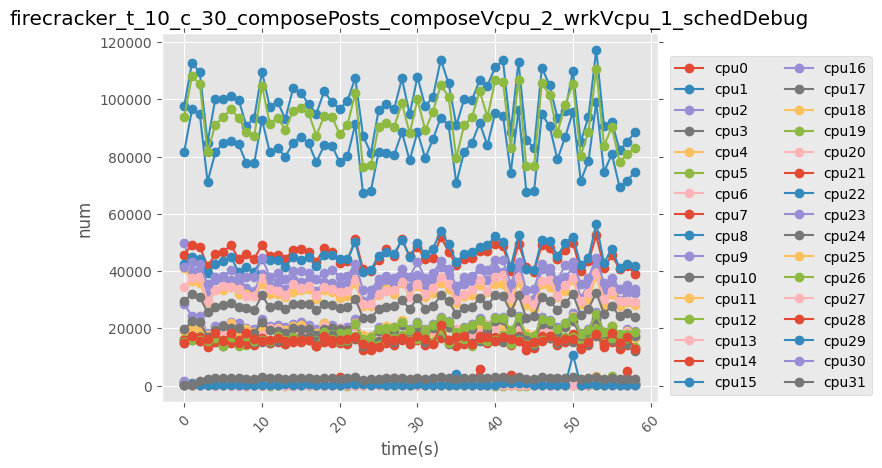 firecracker_t_10_c_30_composePosts_composeVcpu_2_wrkVcpu_1_schedDebug
120000
100000
80000
60000
40000
20000
0
num
0 10 20 30 40 50 60
time(s)
cpu0 cpu16
cpu1 cpu17
cpu2 cpu18
cpu3 cpu19
cpu4 cpu20
cpu5 cpu21
cpu6 cpu22
cpu7 cpu23
cpu8 cpu24
cpu9 cpu25
cpu10 cpu26
cpu11 cpu27
cpu12 cpu28
cpu13 cpu29
cpu14 cpu30
cpu15 cpu31